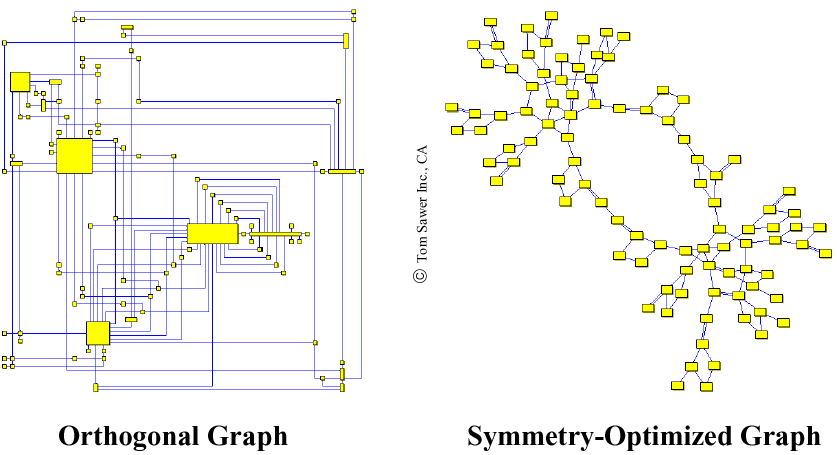 © Tom Sawer Inc., CA
Orthogonal Graph
Symmetry-Optimized Graph